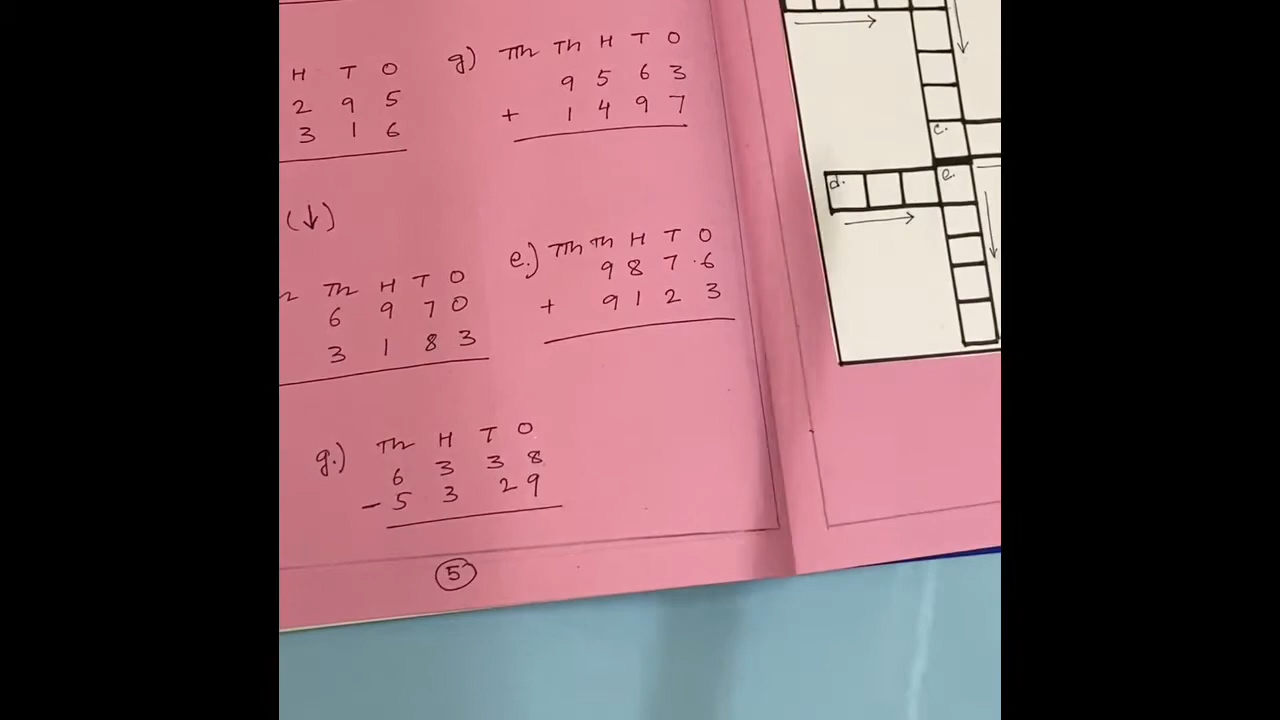 H T O
2 9 5
3 1 6
g) TTh Th H T O
9 5 6 3
+ 1 4 9 7
(↓)
Th H T O
6 9 7 0
3 1 8 3
e.) TTh Th H T O
9 8 7 6
+ 9 1 2 3
g.) Th H T O
6 3 3 8
- 5 3 2 9
5
c.
d.
e.